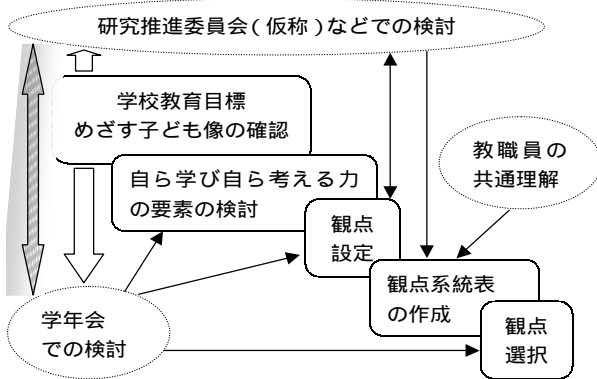 研究推進委員会(仮称)などでの検討
学校教育目標
めざす子ども像の確認
自ら学び自ら考える力
の要素の検討
教職員の
共通理解
観点
設定
観点系統表
の作成
学年会
での検討
観点
選択